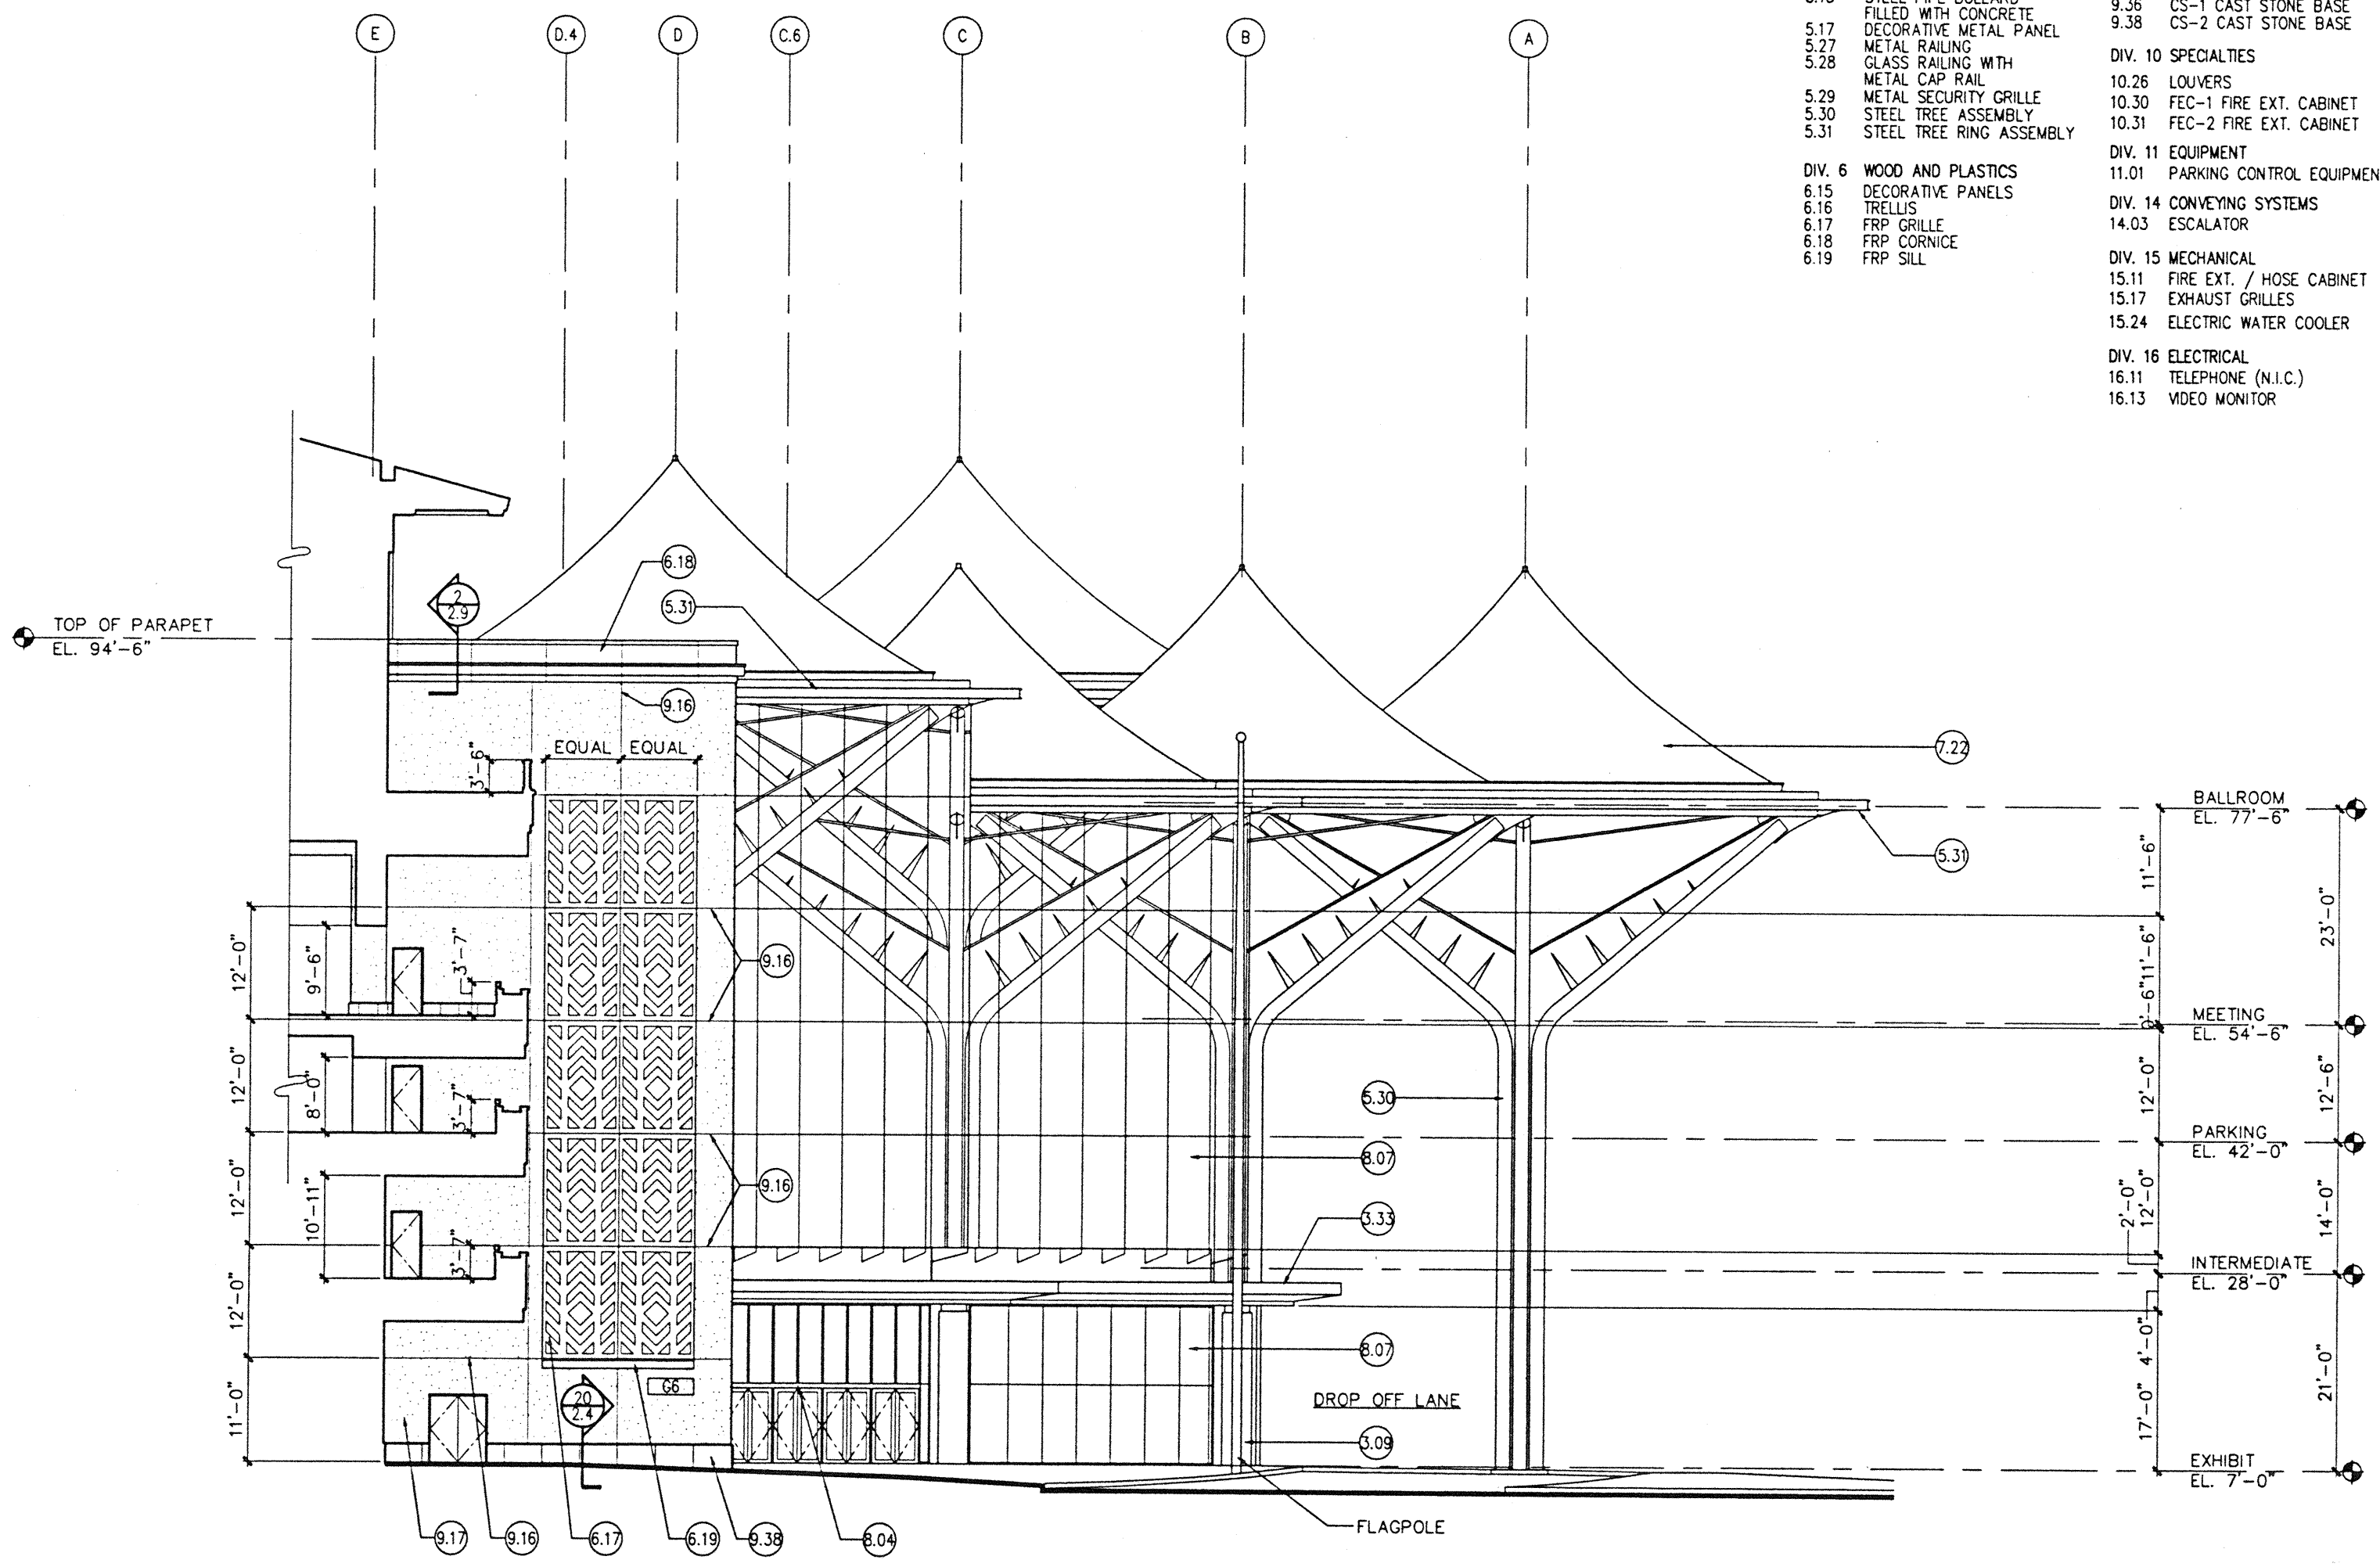 E
D.4
D
C.6
C
B
A
FILLED WITH CONCRETE
5.17 DECORATIVE METAL PANEL
5.27 METAL RAILING
5.28 GLASS RAILING WITH
METAL CAP RAIL
5.29 METAL SECURITY GRILLE
5.30 STEEL TREE ASSEMBLY
5.31 STEEL TREE RING ASSEMBLY
DIV. 6 WOOD AND PLASTICS
6.15 DECORATIVE PANELS
6.16 TRELLIS
6.17 FRP GRILLE
6.18 FRP CORNICE
6.19 FRP SILL
9.36 CS-1 CAST STONE BASE
9.38 CS-2 CAST STONE BASE
DIV. 10 SPECIALTIES
10.26 LOUVERS
10.30 FEC-1 FIRE EXT. CABINET
10.31 FEC-2 FIRE EXT. CABINET
DIV. 11 EQUIPMENT
11.01 PARKING CONTROL EQUIPMEN
DIV. 14 CONVEYING SYSTEMS
14.03 ESCALATOR
DIV. 15 MECHANICAL
15.11 FIRE EXT. / HOSE CABINET
15.17 EXHAUST GRILLES
15.24 ELECTRIC WATER COOLER
DIV. 16 ELECTRICAL
16.11 TELEPHONE (N.I.C.)
16.13 VIDEO MONITOR
6.18
2
2.9
5.31
TOP OF PARAPET
EL. 94'-6"
9.16
EQUAL EQUAL
3'-6"
7.22
BALLROOM
EL. 77'-6"
5.31
11'-6"
23'-0"
12'-0"
9'-6"
3'-7"
9.16
11'-6"
0'-6"
MEETING
EL. 54'-6"
12'-0"
8'-0"
3'-7"
5.30
12'-0"
12'-6"
PARKING
EL. 42'-0"
12'-0"
10'-11"
3'-7"
9.16
8.07
3.33
2'-0"
12'-0"
14'-0"
INTERMEDIATE
EL. 28'-0"
12'-0"
8.07
4'-0"
11'-0"
G6
20
2.4
DROP OFF LANE
3.09
17'-0"
21'-0"
EXHIBIT
EL. 7'-0"
9.17
9.16
6.17
6.19
9.38
8.04
FLAGPOLE